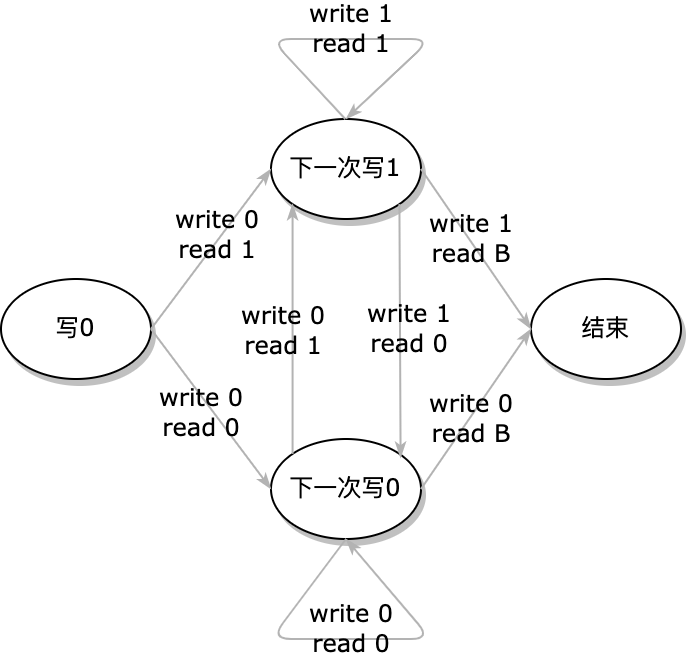 write 1
read 1
下一次写1
write 0
read 1
write 1
read B
写0
write 0
read 1
write 1
read 0
结束
write 0
read 0
write 0
read B
下一次写0
write 0
read 0